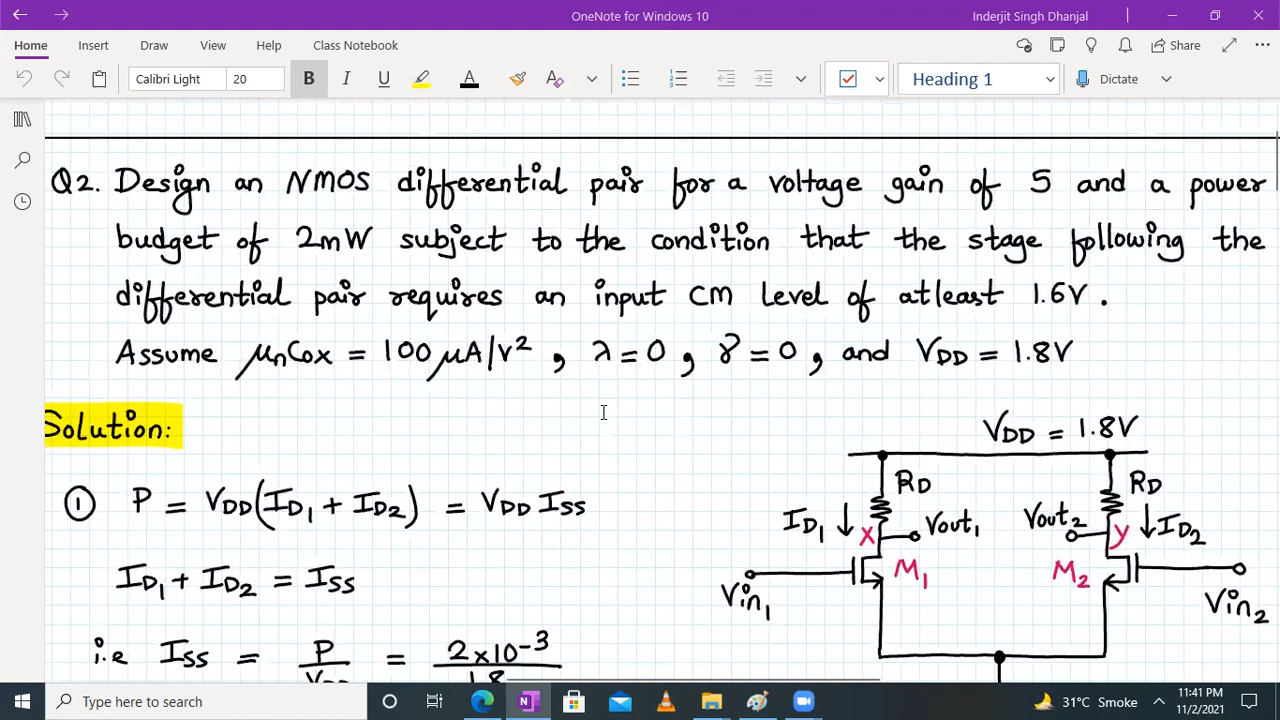 OneNote for Windows 10
Inderjit Singh Dhanjal
Home Insert Draw View Help Class Notebook
Share
Calibri Light 20 B I U A A Heading 1 Dictate
Q2. Design an NMOS differential pair for a voltage gain of 5 and a power
budget of 2mW subject to the condition that the stage following the
differential pair requires an input CM level of atleast 1.6V.
Assume μnCox = 100 μA/V², λ=0, γ=0, and VDD = 1.8V
Solution:
VDD = 1.8V
① P = VDD(ID1 + ID2) = VDD ISS
RD RD
ID1 Vout1 Vout2 ID2
X Y
M1 M2
Vin1 Vin2
ID1 + ID2 = ISS
i.e ISS = P/VDD = 2×10⁻³/1.8
Type here to search
31°C Smoke
11:41 PM
11/2/2021